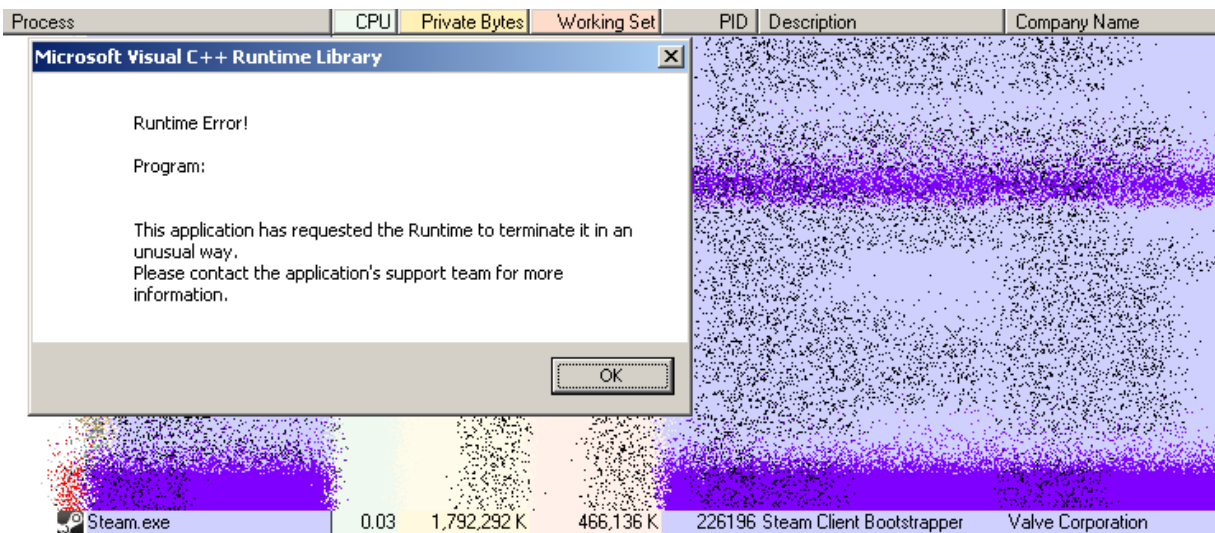 Process CPU Private Bytes Working Set PID Description Company Name
Microsoft Visual C++ Runtime Library
Runtime Error!
Program:
This application has requested the Runtime to terminate it in an
unusual way.
Please contact the application's support team for more
information.
OK
Steam.exe 0.03 1,792,292 K 466,136 K 226196 Steam Client Bootstrapper Valve Corporation